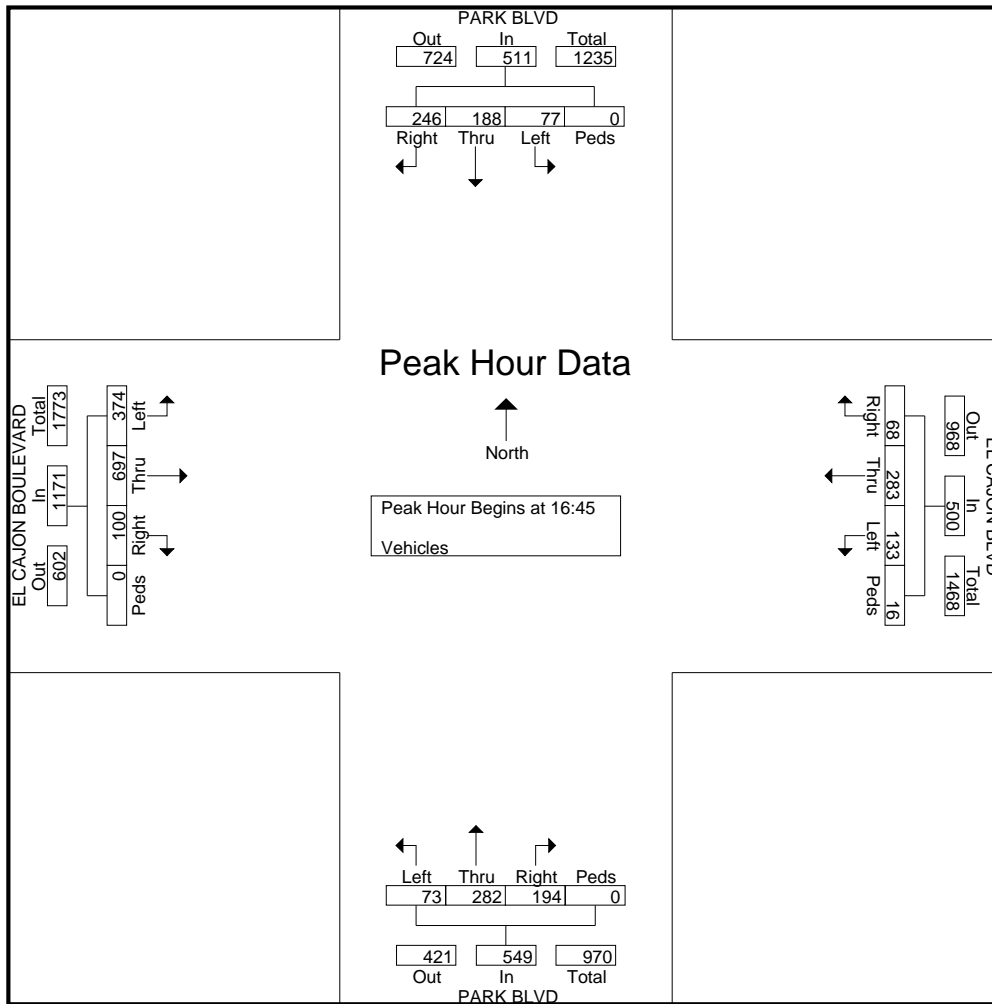 PARK BLVD
Out In Total
724 511 1235
246 188 77 0
Right Thru Left Peds
Peak Hour Data
North
Peak Hour Begins at 16:45
Vehicles
EL CAJON BOULEVARD
Out In Total
602 1171 1773
0 100 697 374
Peds Right Thru Left
EL CAJON BLVD
Out In Total
968 500 1468
68 283 133 16
Right Thru Left Peds
Left Thru Right Peds
73 282 194 0
421 549 970
Out In Total
PARK BLVD